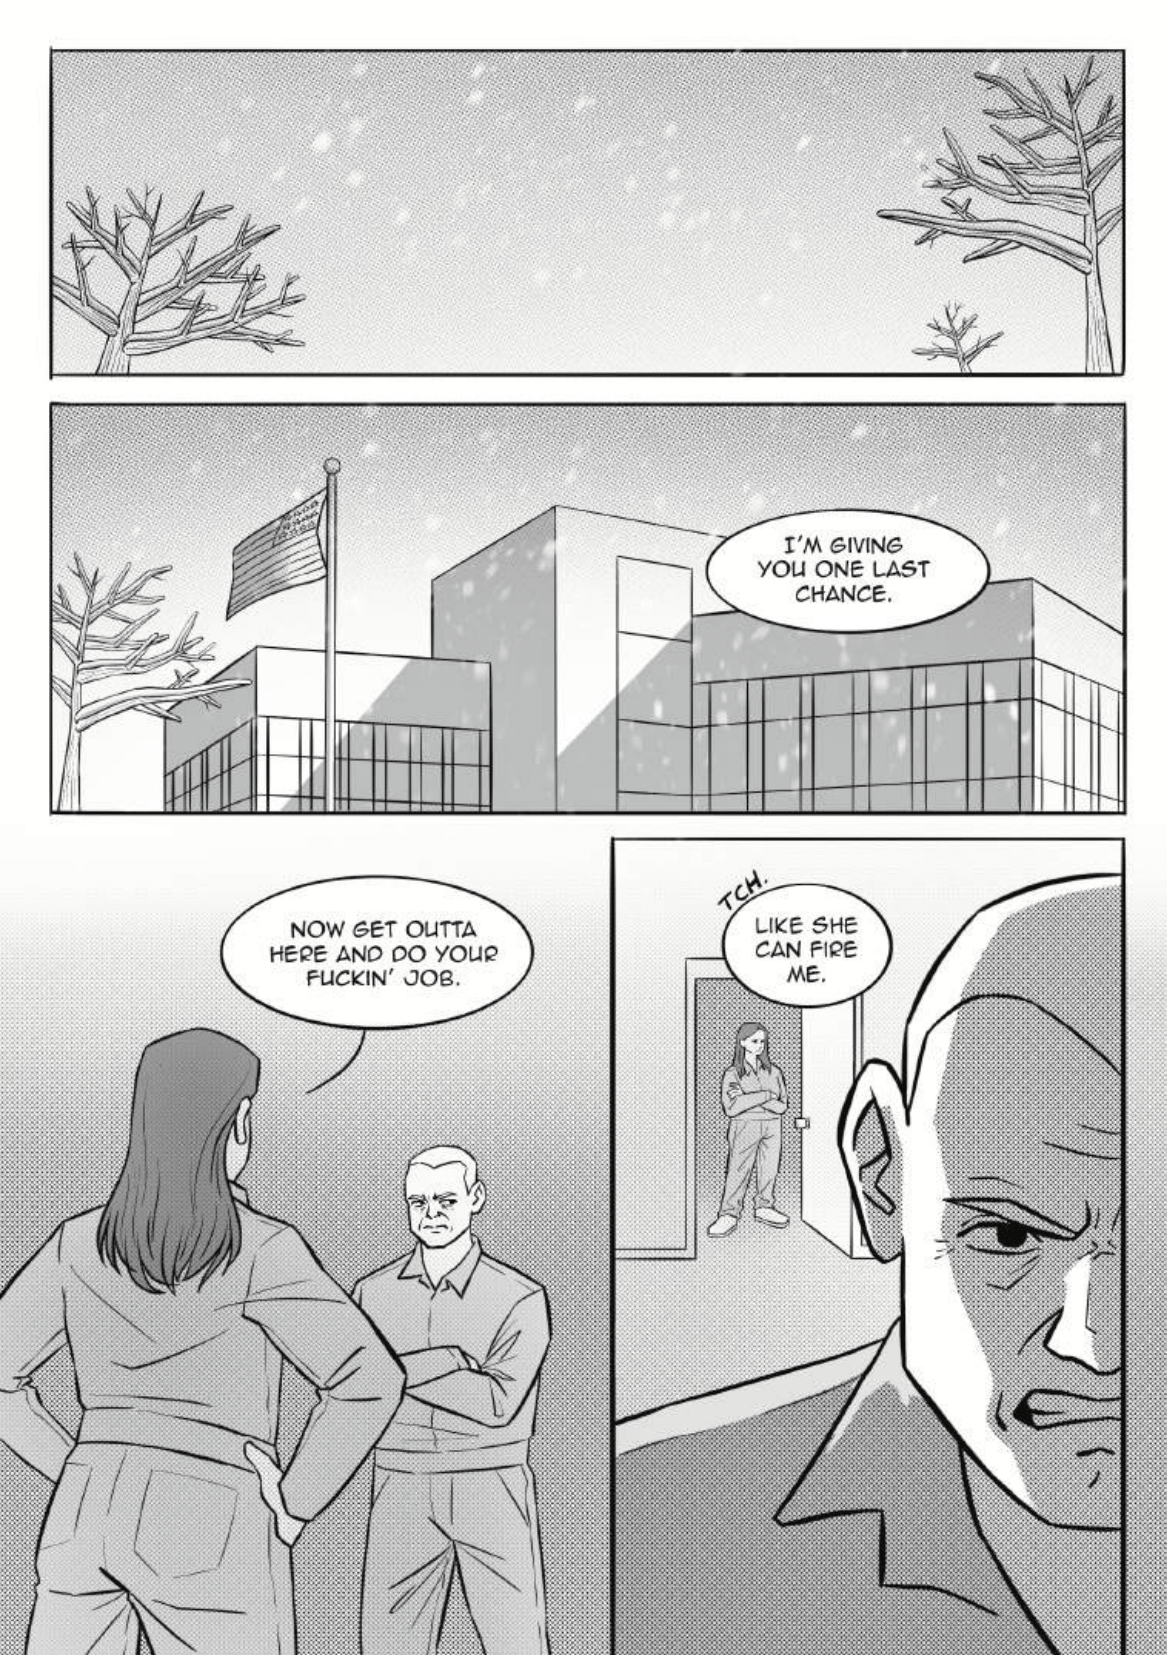 I'M GIVING
YOU ONE LAST
CHANCE.
NOW GET OUTTA
HERE AND DO YOUR
FUCKIN' JOB.
TCH.
LIKE SHE
CAN FIRE
ME.